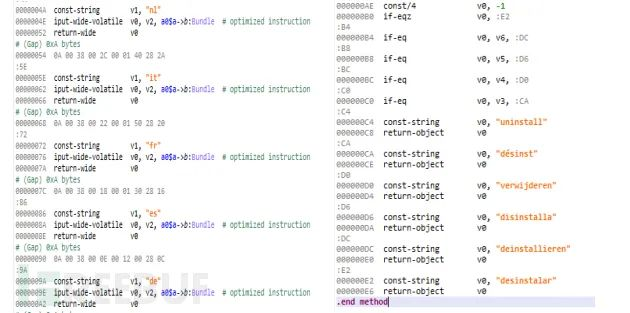 0000004A const-string v1, "nl"
0000004E iput-wide-volatile v0, v2, a0$a->b:Bundle # optimized instruction
00000052 return-wide v0
# (Gap) 0xA bytes
00000054 0A 00 38 00 2C 00 01 40 28 2A
:5E
0000005E const-string v1, "it"
00000062 iput-wide-volatile v0, v2, a0$a->b:Bundle # optimized instruction
00000066 return-wide v0
# (Gap) 0xA bytes
00000068 0A 00 38 00 22 00 01 50 28 20
:72
00000072 const-string v1, "fr"
00000076 iput-wide-volatile v0, v2, a0$a->b:Bundle # optimized instruction
0000007A return-wide v0
# (Gap) 0xA bytes
0000007C 0A 00 38 00 18 00 01 30 28 16
:86
00000086 const-string v1, "es"
0000008A iput-wide-volatile v0, v2, a0$a->b:Bundle # optimized instruction
0000008E return-wide v0
# (Gap) 0xA bytes
00000090 0A 00 38 00 0E 00 12 00 28 0C
:9A
0000009A const-string v1, "de"
0000009E iput-wide-volatile v0, v2, a0$a->b:Bundle # optimized instruction
000000A2 return-wide v0
000000AE const/4 v0, -1
000000B0 if-eqz v0, :E2
:B4
000000B4 if-eq v6, :DC
:B8
000000B8 if-eq v5, :D6
:BC
000000BC if-eq v4, :D0
:C0
000000C0 if-eq v3, :CA
:C4
000000C4 const-string v0, "uninstall"
000000C8 return-object v0
:CA
000000CA const-string v0, "désinst"
000000CE return-object v0
:D0
000000D0 const-string v0, "verwijderen"
000000D4 return-object v0
:D6
000000D6 const-string v0, "disinstalla"
000000DA return-object v0
:DC
000000DC const-string v0, "deinstallieren"
000000E0 return-object v0
:E2
000000E2 const-string v0, "desinstalar"
000000E6 return-object v0
.end method